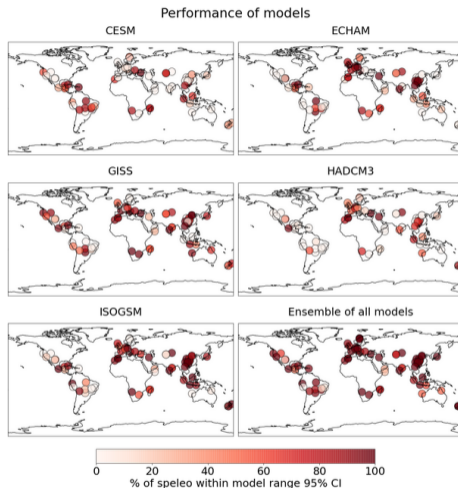 Performance of models
CESM
ECHAM
GISS
HADCM3
ISOGSM
Ensemble of all models
0 20 40 60 80 100
% of speleo within model range 95% CI